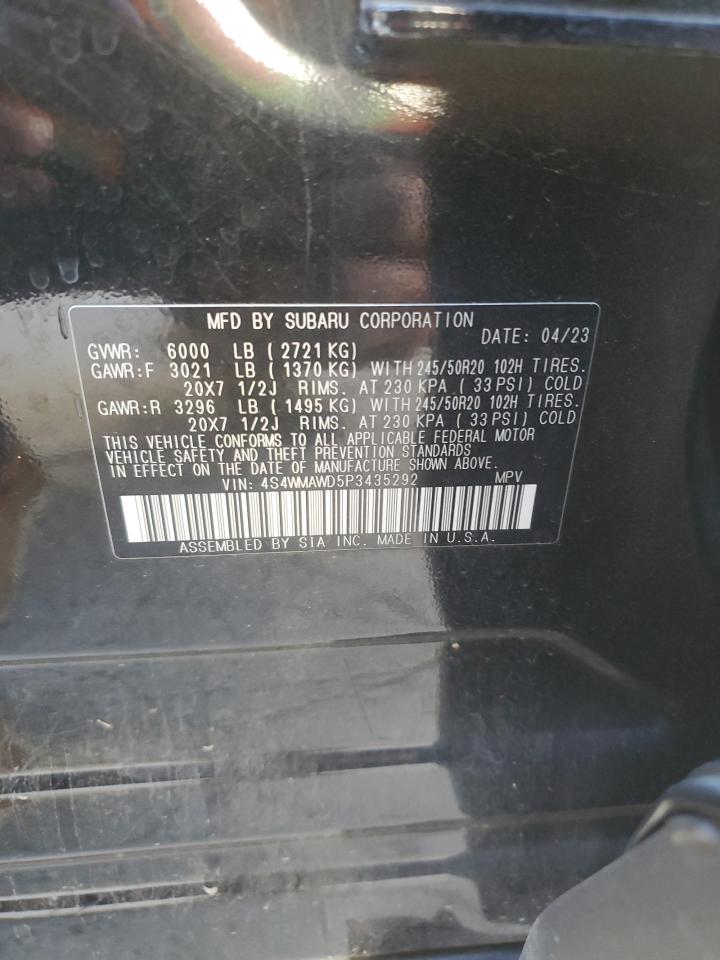 MFD BY SUBARU CORPORATION
DATE: 04/23
GVWR: 6000 LB ( 2721 KG)
GAWR:F 3021 LB ( 1370 KG) WITH 245/50R20 102H TIRES.
20X7 1/2J RIMS. AT 230 KPA ( 33 PSI) COLD
GAWR:R 3296 LB ( 1495 KG) WITH 245/50R20 102H TIRES.
20X7 1/2J RIMS. AT 230 KPA ( 33 PSI) COLD
THIS VEHICLE CONFORMS TO ALL APPLICABLE FEDERAL MOTOR
VEHICLE SAFETY AND THEFT PREVENTION STANDARDS
IN EFFECT ON THE DATE OF MANUFACTURE SHOWN ABOVE.
VIN: 4S4WMAWD5P3435292 MPV
ASSEMBLED BY SIA INC. MADE IN U.S.A.